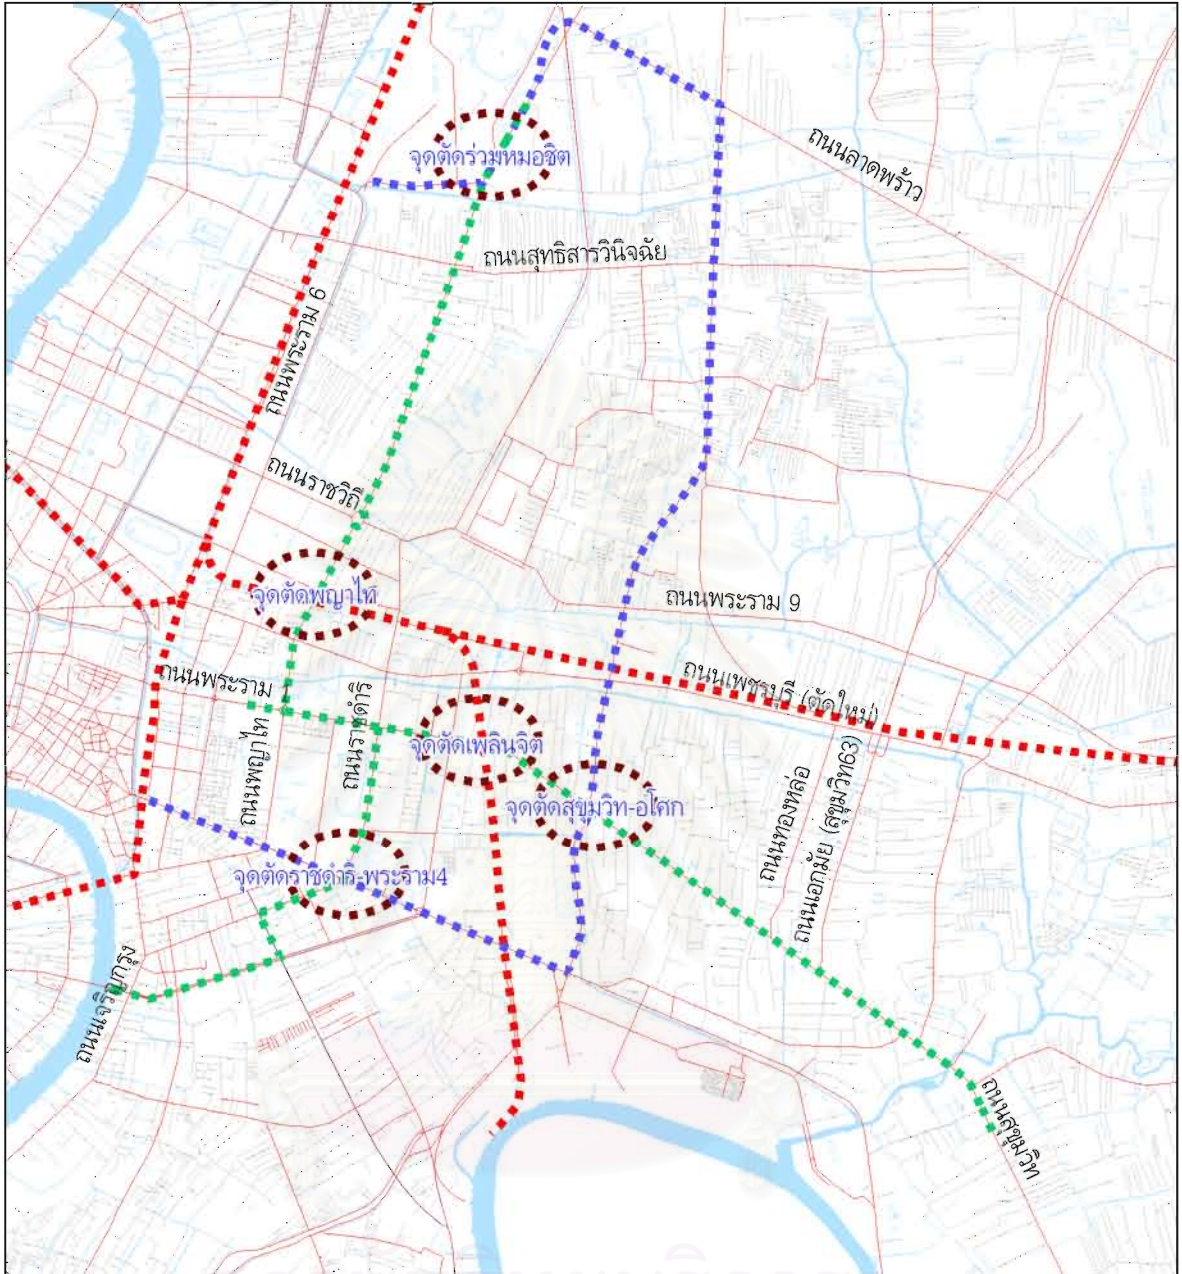 ถนนลาดพร้าว
จุดตัดร่วมหมอชิต
ถนนสุทธิสารวินิจฉัย
ถนนพระราม 6
ถนนราชวิถี
จุดตัดพญาไท
ถนนพระราม 9
ถนนพระราม 1
ถนนเพชรบุรี (ตัดใหม่)
ถนนราชดำริ
ถนนพญาไท
จุดตัดเพลินจิต
จุดตัดสุขุมวิท-อโศก
ถนนทองหล่อ
ถนนเอกมัย (สุขุมวิท63)
จุดตัดราชดำริ-พระราม4
ถนนเจริญกรุง
ถนนสุขุมวิท